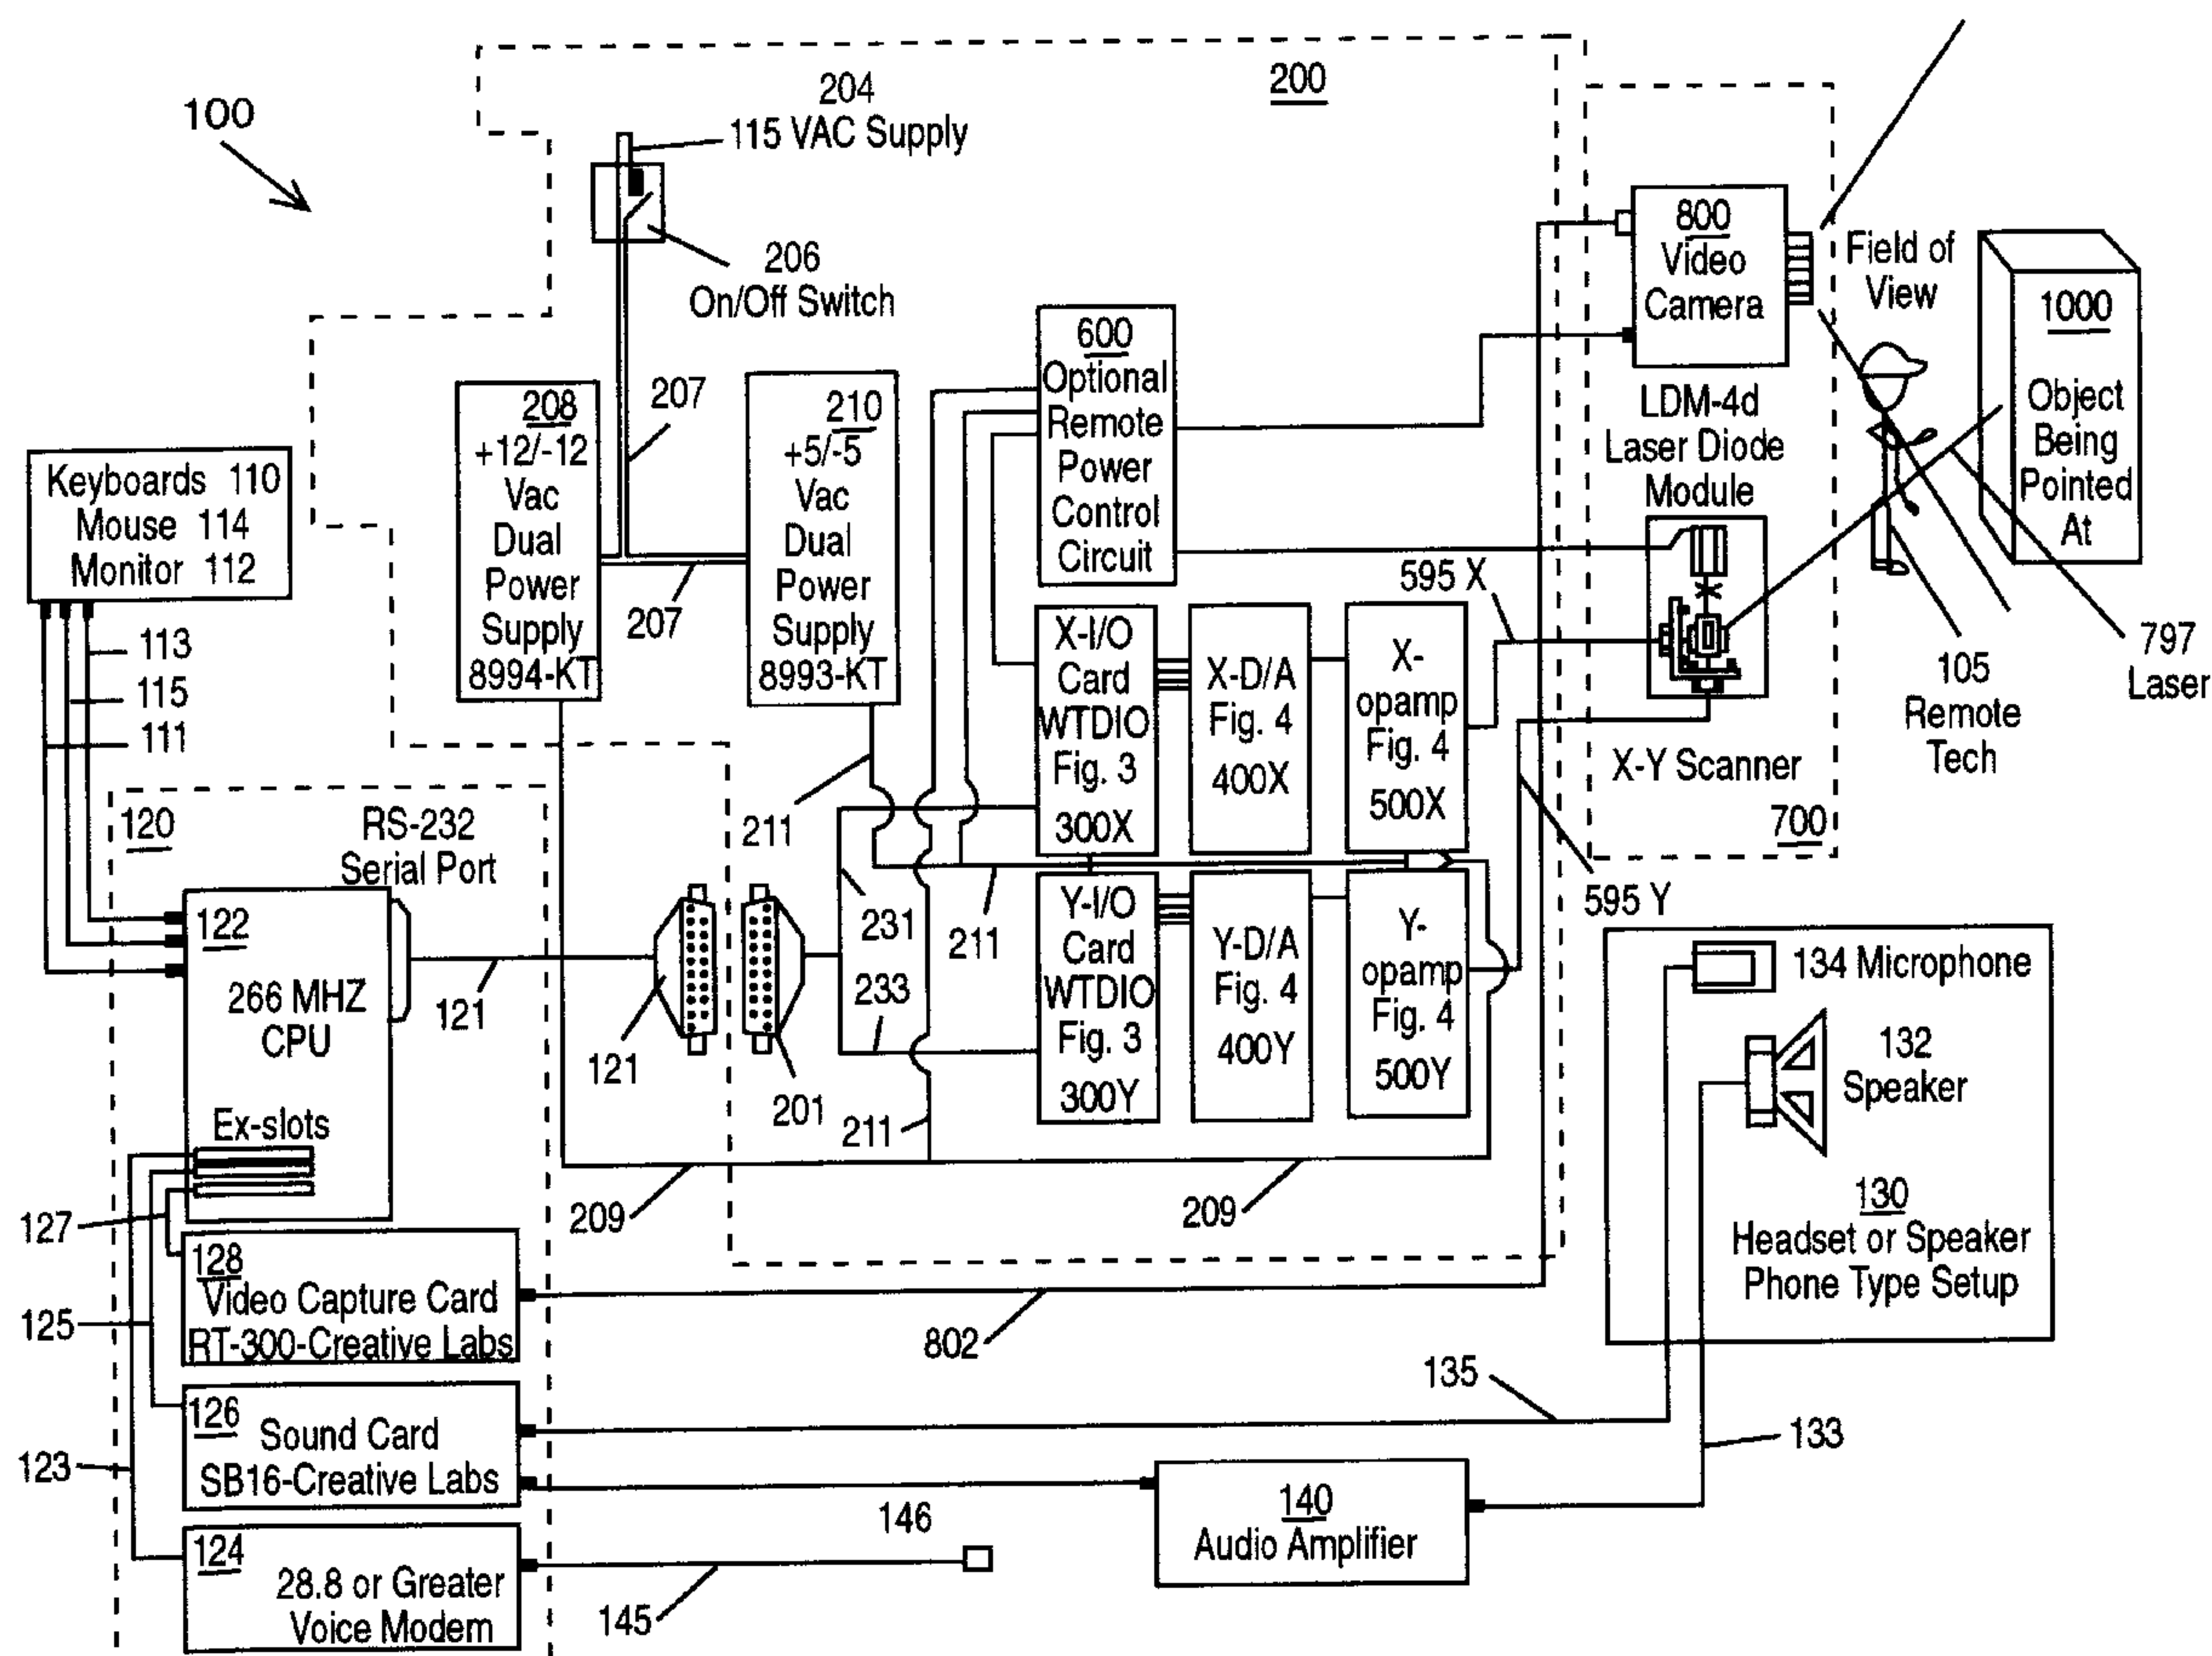 100
204
115 VAC Supply
200
206
On/Off Switch
207
208
+12/-12
Vac
Dual
Power
Supply
8994-KT
207
210
+5/-5
Vac
Dual
Power
Supply
8993-KT
600
Optional
Remote
Power
Control
Circuit
800
Video
Camera
Field of
View
1000
Object
Being
Pointed
At
LDM-4d
Laser Diode
Module
595 X
X-Y Scanner
700
105
Remote
Tech
797
Laser
Keyboards 110
Mouse 114
Monitor 112
113
115
111
X-I/O
Card
WTDIO
Fig. 3
300X
X-D/A
Fig. 4
400X
X-
opamp
Fig. 4
500X
211
231
211
233
Y-I/O
Card
WTDIO
Fig. 3
300Y
Y-D/A
Fig. 4
400Y
Y-
opamp
Fig. 4
500Y
595 Y
120
RS-232
Serial Port
122
266 MHZ
CPU
Ex-slots
121
121
201
211
209
209
134 Microphone
132
Speaker
130
Headset or Speaker
Phone Type Setup
127
128
Video Capture Card
RT-300-Creative Labs
125
802
126
Sound Card
SB16-Creative Labs
135
133
123
124
28.8 or Greater
Voice Modem
146
145
140
Audio Amplifier